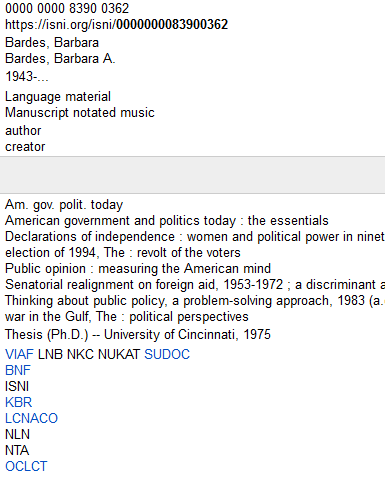 0000 0000 8390 0362
https://isni.org/isni/0000000083900362
Bardes, Barbara
Bardes, Barbara A.
1943-...
Language material
Manuscript notated music
author
creator
Am. gov. polit. today
American government and politics today : the essentials
Declarations of independence : women and political power in ninet
election of 1994, The : revolt of the voters
Public opinion : measuring the American mind
Senatorial realignment on foreign aid, 1953-1972 ; a discriminant a
Thinking about public policy, a problem-solving approach, 1983 (a.
war in the Gulf, The : political perspectives
Thesis (Ph.D.) -- University of Cincinnati, 1975
VIAF LNB NKC NUKAT SUDOC
BNF
ISNI
KBR
LCNACO
NLN
NTA
OCLCT